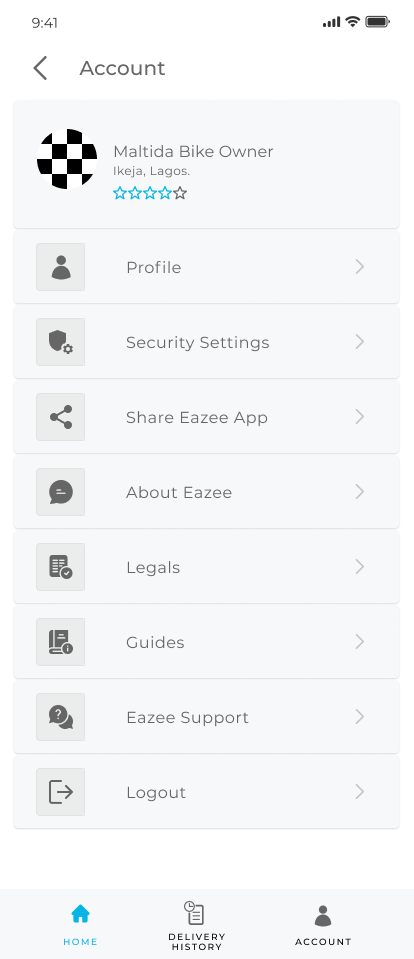 9:41
Account
Maltida Bike Owner
Ikeja, Lagos.
Profile
Security Settings
Share Eazee App
About Eazee
Legals
Guides
Eazee Support
Logout
HOME
DELIVERY
HISTORY
ACCOUNT